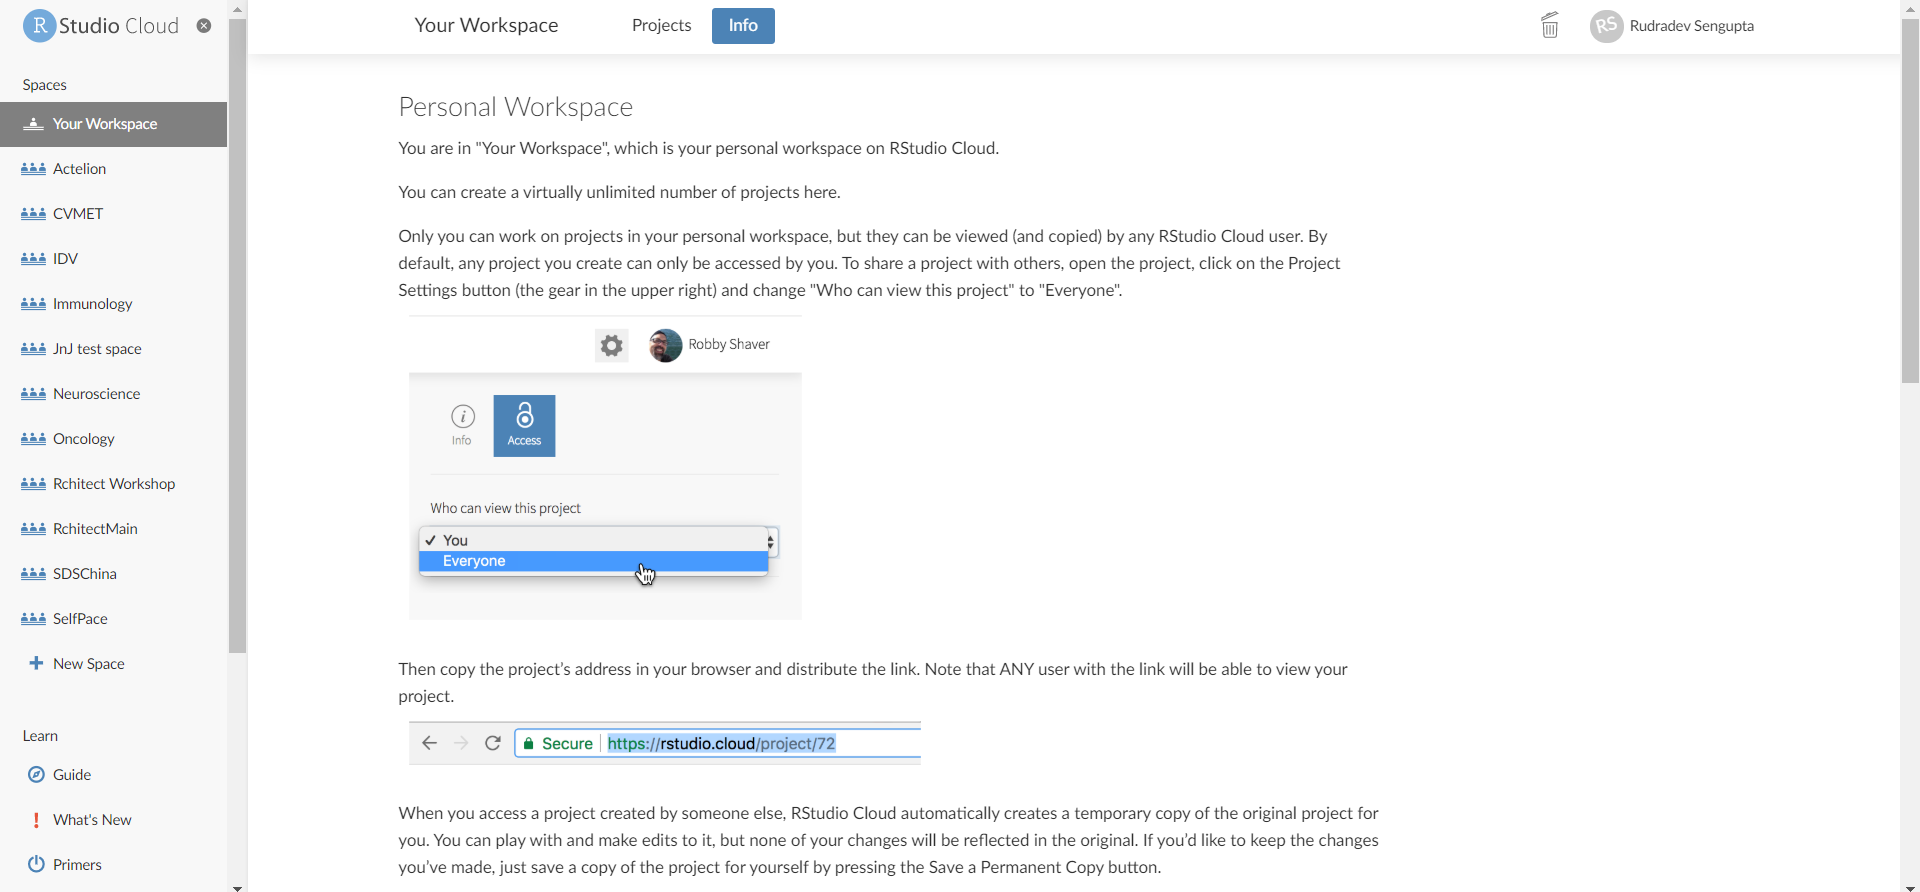 R Studio Cloud
Spaces
Your Workspace
Actelion
CVMET
IDV
Immunology
JnJ test space
Neuroscience
Oncology
Rchitect Workshop
RchitectMain
SDSChina
SelfPace
New Space
Learn
Guide
What's New
Primers
Your Workspace
Projects
Info
RS
Rudradev Sengupta
Personal Workspace
You are in "Your Workspace", which is your personal workspace on RStudio Cloud.
You can create a virtually unlimited number of projects here.
Only you can work on projects in your personal workspace, but they can be viewed (and copied) by any RStudio Cloud user. By
default, any project you create can only be accessed by you. To share a project with others, open the project, click on the Project
Settings button (the gear in the upper right) and change "Who can view this project" to "Everyone".
Robby Shaver
Info
Access
Who can view this project
You
Everyone
Then copy the project's address in your browser and distribute the link. Note that ANY user with the link will be able to view your
project.
Secure https://rstudio.cloud/project/72
When you access a project created by someone else, RStudio Cloud automatically creates a temporary copy of the original project for
you. You can play with and make edits to it, but none of your changes will be reflected in the original. If you'd like to keep the changes
you've made, just save a copy of the project for yourself by pressing the Save a Permanent Copy button.